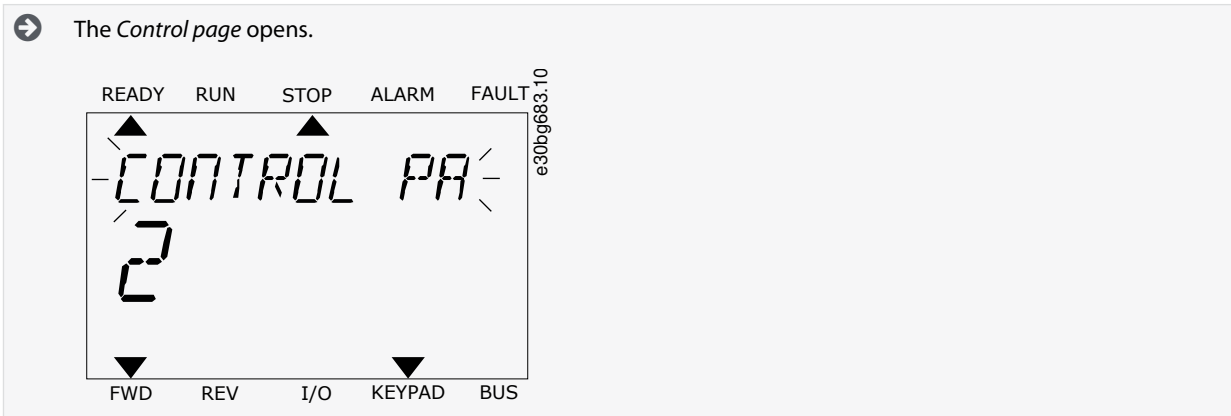 The Control page opens.
READY RUN STOP ALARM FAULT
e30bg683.10
CONTROL PA
2
FWD REV I/O KEYPAD BUS